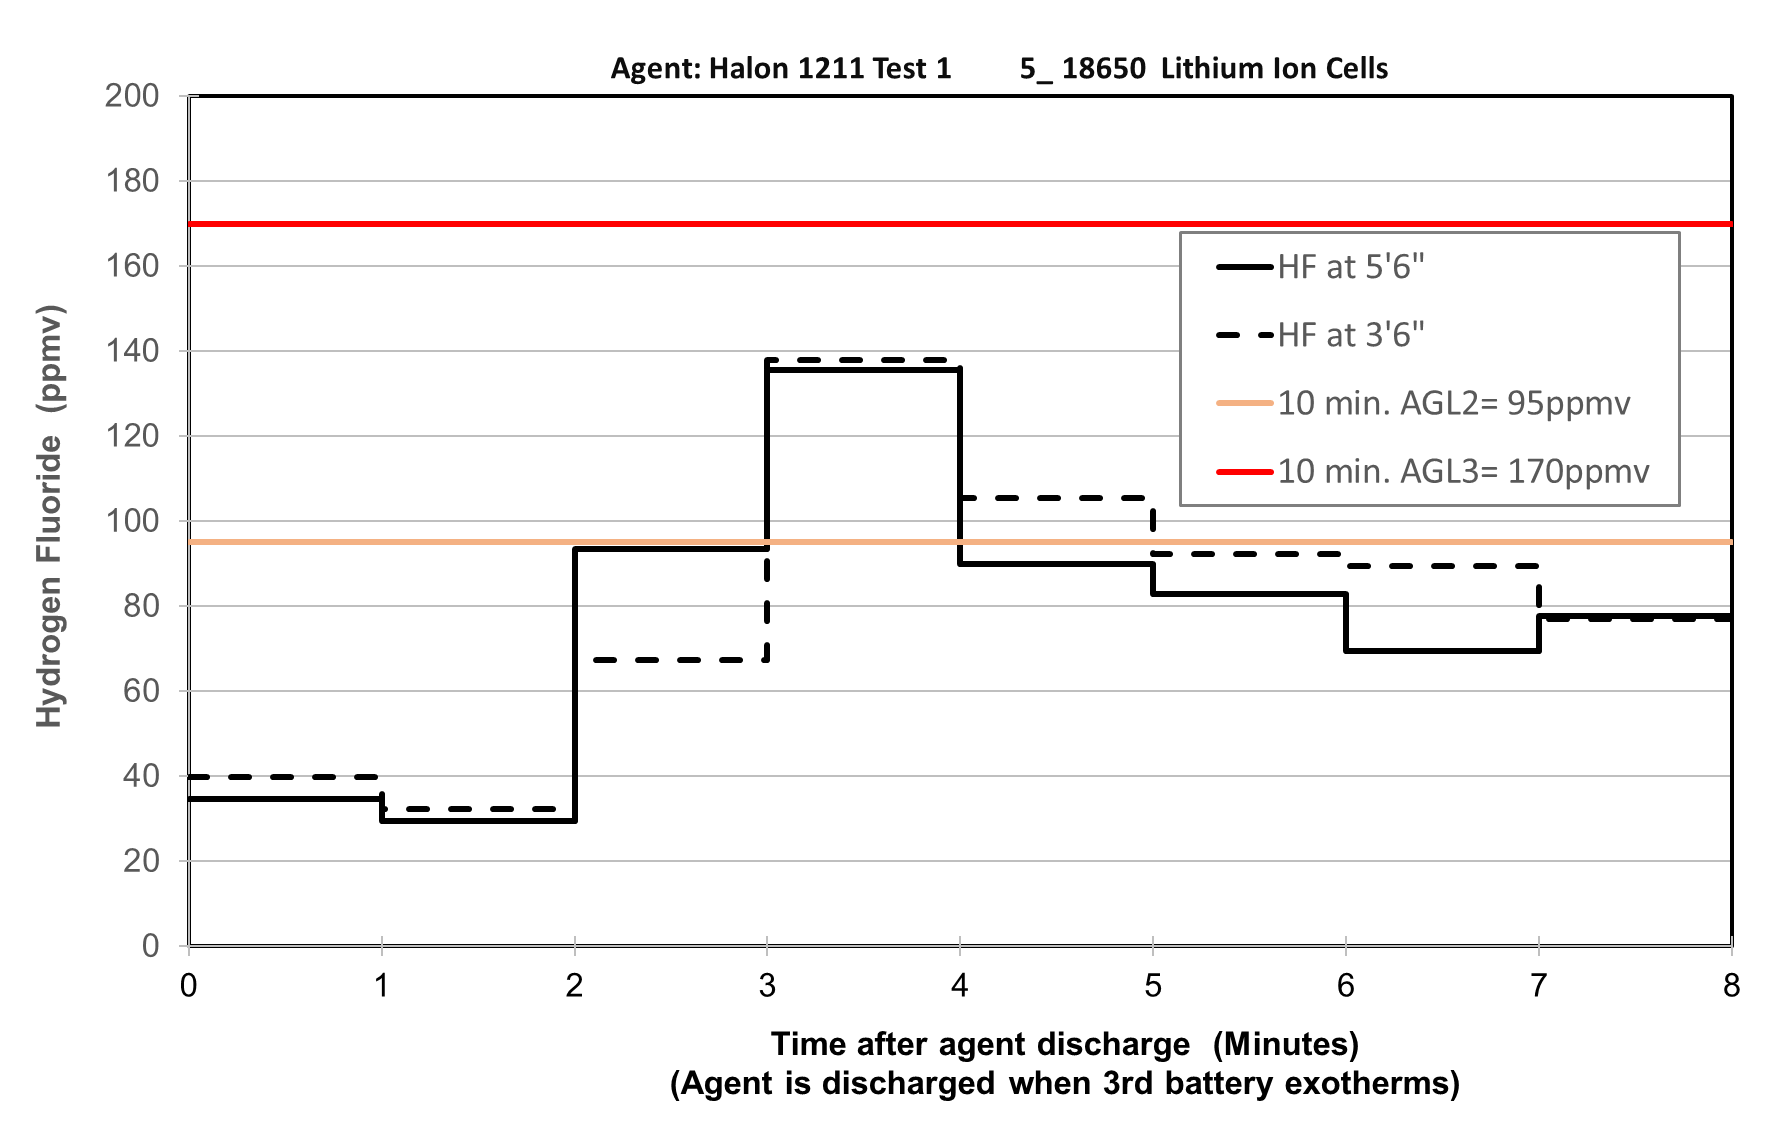 Agent: Halon 1211 Test 1 5_ 18650 Lithium Ion Cells
200
180
160
140
120
100
80
60
40
20
0
Hydrogen Fluoride (ppmv)
HF at 5'6"
HF at 3'6"
10 min. AGL2= 95ppmv
10 min. AGL3= 170ppmv
0 1 2 3 4 5 6 7 8
Time after agent discharge (Minutes)
(Agent is discharged when 3rd battery exotherms)